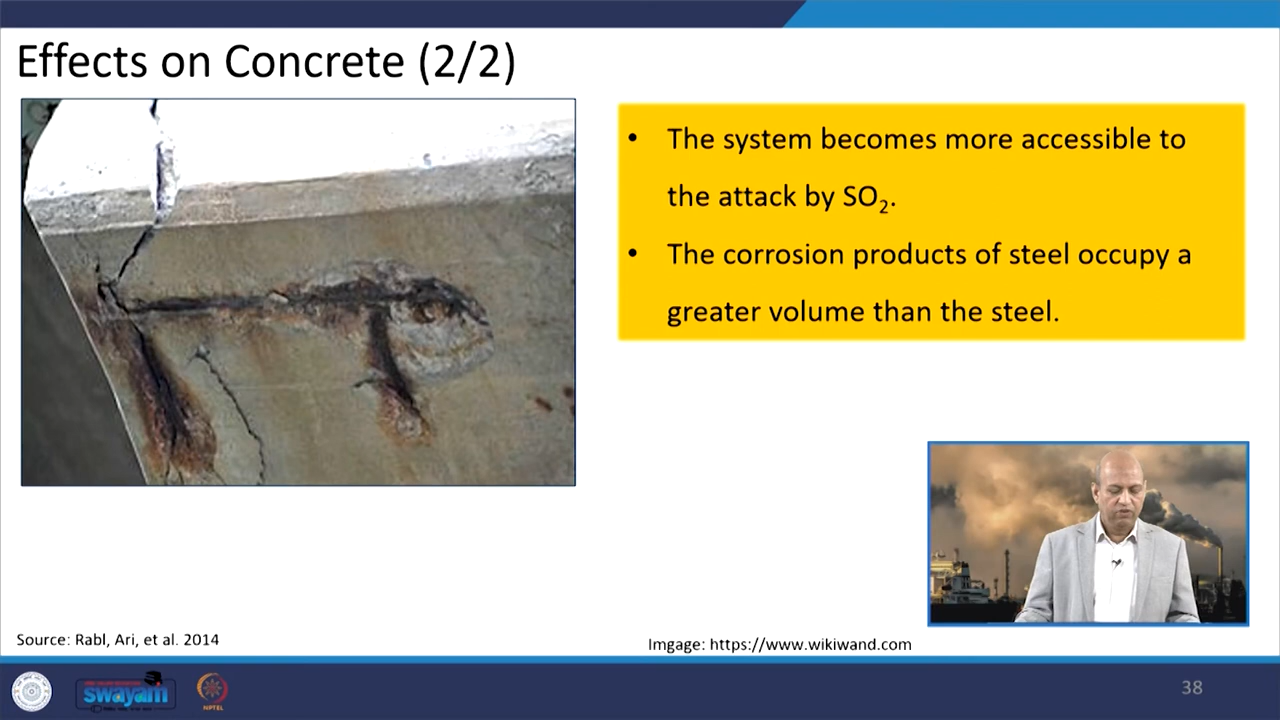 Effects on Concrete (2/2)
• The system becomes more accessible to
the attack by SO₂.
• The corrosion products of steel occupy a
greater volume than the steel.
Source: Rabl, Ari, et al. 2014
Imgage: https://www.wikiwand.com
swayam
NPTEL
38